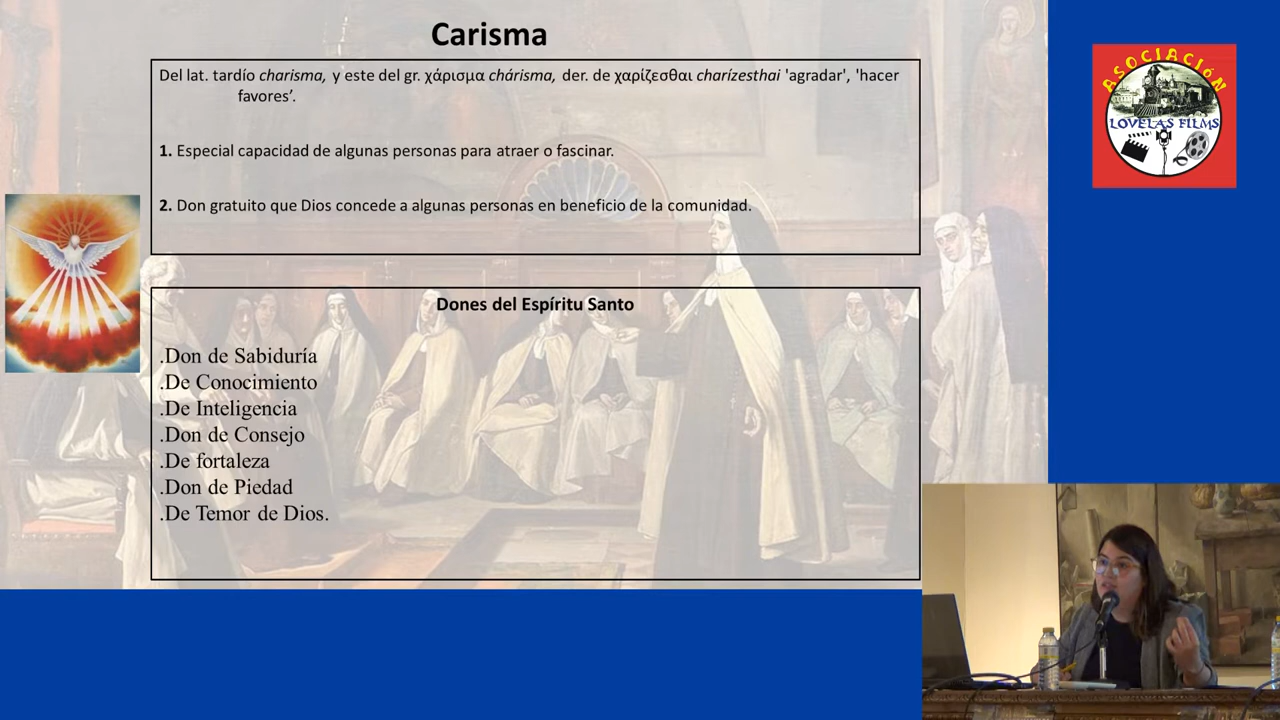 Carisma
Del lat. tardío charisma, y este del gr. χάρισμα chárisma, der. de χαρίζεσθαι charízesthai 'agradar', 'hacer
favores’.
1. Especial capacidad de algunas personas para atraer o fascinar.
2. Don gratuito que Dios concede a algunas personas en beneficio de la comunidad.
Dones del Espíritu Santo
.Don de Sabiduría
.De Conocimiento
.De Inteligencia
.Don de Consejo
.De fortaleza
.Don de Piedad
.De Temor de Dios.
ASOCIACIÓN
LOVELAS FILMS